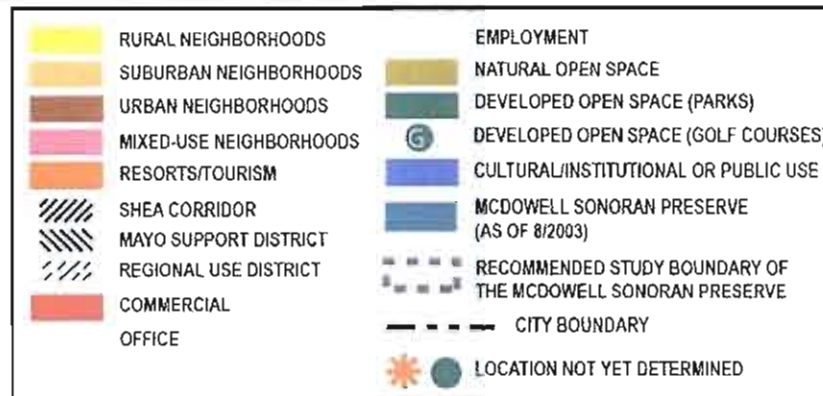 RURAL NEIGHBORHOODS
SUBURBAN NEIGHBORHOODS
URBAN NEIGHBORHOODS
MIXED-USE NEIGHBORHOODS
RESORTS/TOURISM
SHEA CORRIDOR
MAYO SUPPORT DISTRICT
REGIONAL USE DISTRICT
COMMERCIAL
OFFICE
EMPLOYMENT
NATURAL OPEN SPACE
DEVELOPED OPEN SPACE (PARKS)
G DEVELOPED OPEN SPACE (GOLF COURSES)
CULTURAL/INSTITUTIONAL OR PUBLIC USE
MCDOWELL SONORAN PRESERVE
(AS OF 8/2003)
RECOMMENDED STUDY BOUNDARY OF
THE MCDOWELL SONORAN PRESERVE
CITY BOUNDARY
LOCATION NOT YET DETERMINED